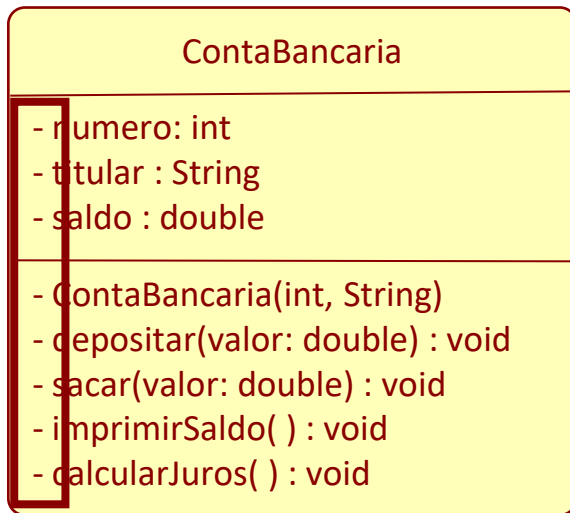 ContaBancaria
- numero: int
- titular : String
- saldo : double
- ContaBancaria(int, String)
- depositar(valor: double) : void
- sacar(valor: double) : void
- imprimirSaldo( ) : void
- calcularJuros( ) : void